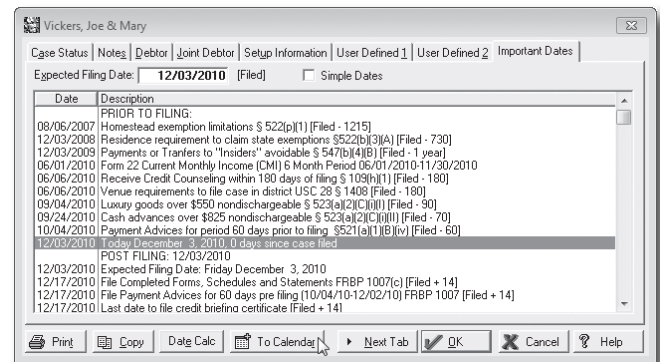 Vickers, Joe & Mary
Case Status Notes Debtor Joint Debtor Setup Information User Defined 1 User Defined 2 Important Dates
Expected Filing Date: 12/03/2010 [Filed] Simple Dates
Date Description
PRIOR TO FILING:
08/06/2007 Homestead exemption limitations § 522(p)(1) [Filed - 1215]
12/03/2008 Residence requirement to claim state exemptions §522(b)(3)(A) [Filed - 730]
12/03/2009 Payments or Tranfers to "Insiders" avoidable § 547(b)(4)(B) [Filed - 1 year]
06/01/2010 Form 22 Current Monthly Income (CMI) 6 Month Period 06/01/2010-11/30/2010
06/06/2010 Receive Credit Counseling within 180 days of filing § 109(h)(1) [Filed - 180]
06/06/2010 Venue requirements to file case in district USC 28 § 1408 [Filed - 180]
09/04/2010 Luxury goods over $550 nondischargeable § 523(a)(2)(C)(i)(I) [Filed - 90]
09/24/2010 Cash advances over $825 nondischargeable § 523(a)(2)(C)(i)(II) [Filed - 70]
10/04/2010 Payment Advices for period 60 days prior to filing §521(a)(1)(B)(iv) [Filed - 60]
12/03/2010 Today December 3, 2010, 0 days since case filed
POST FILING: 12/03/2010
12/03/2010 Expected Filing Date: Friday December 3, 2010
12/17/2010 File Completed Forms, Schedules and Statements FRBP 1007(c) [Filed + 14]
12/17/2010 File Payment Advices for 60 days pre filing (10/04/10-12/02/10) FRBP 1007 [Filed + 14]
12/17/2010 Last date to file credit briefing certificate [Filed + 14]
Print Copy Date Calc To Calendar Next Tab OK Cancel Help